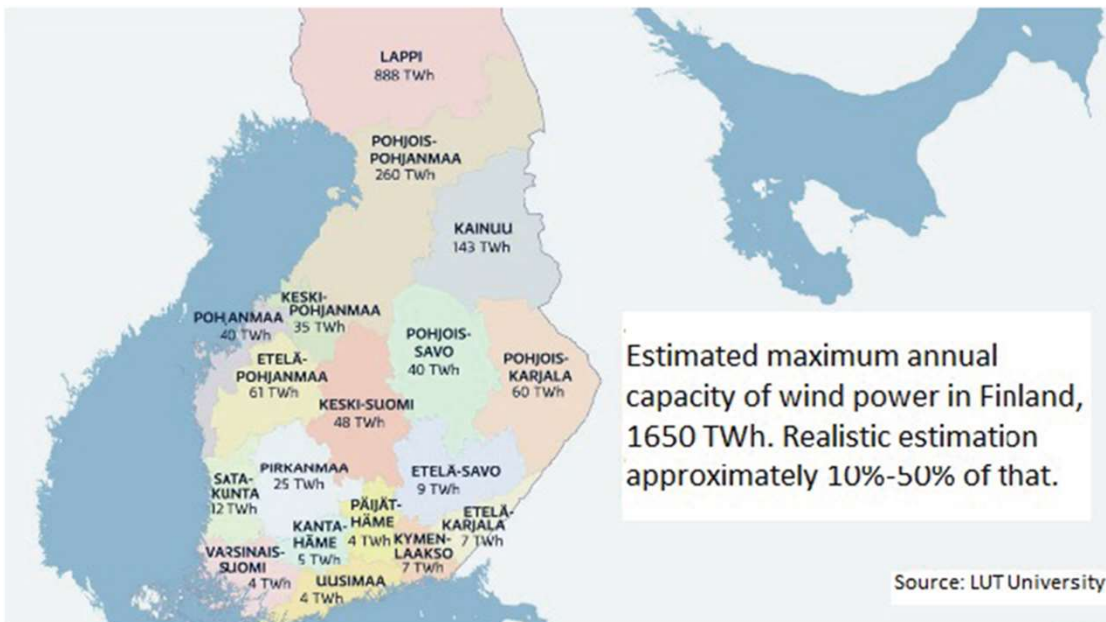 LAPPI
888 TWh
POHJOIS-
POHJANMAA
260 TWh
KAINUU
143 TWh
KESKI-
POHJANMAA
35 TWh
POHJANMAA
40 TWh
POHJOIS-
SAVO
40 TWh
ETELÄ-
POHJANMAA
61 TWh
POHJOIS-
KARJALA
60 TWh
KESKI-SUOMI
48 TWh
PIRKANMAA
25 TWh
ETELÄ-SAVO
9 TWh
SATA-
KUNTA
12 TWh
PÄIJÄT-
HÄME
4 TWh
ETELÄ-
KARJALA
7 TWh
KANTA-
HÄME
5 TWh
KYMEN-
LAAKSO
7 TWh
VARSINAIS-
SUOMI
4 TWh
UUSIMAA
4 TWh
Estimated maximum annual
capacity of wind power in Finland,
1650 TWh. Realistic estimation
approximately 10%-50% of that.
Source: LUT University